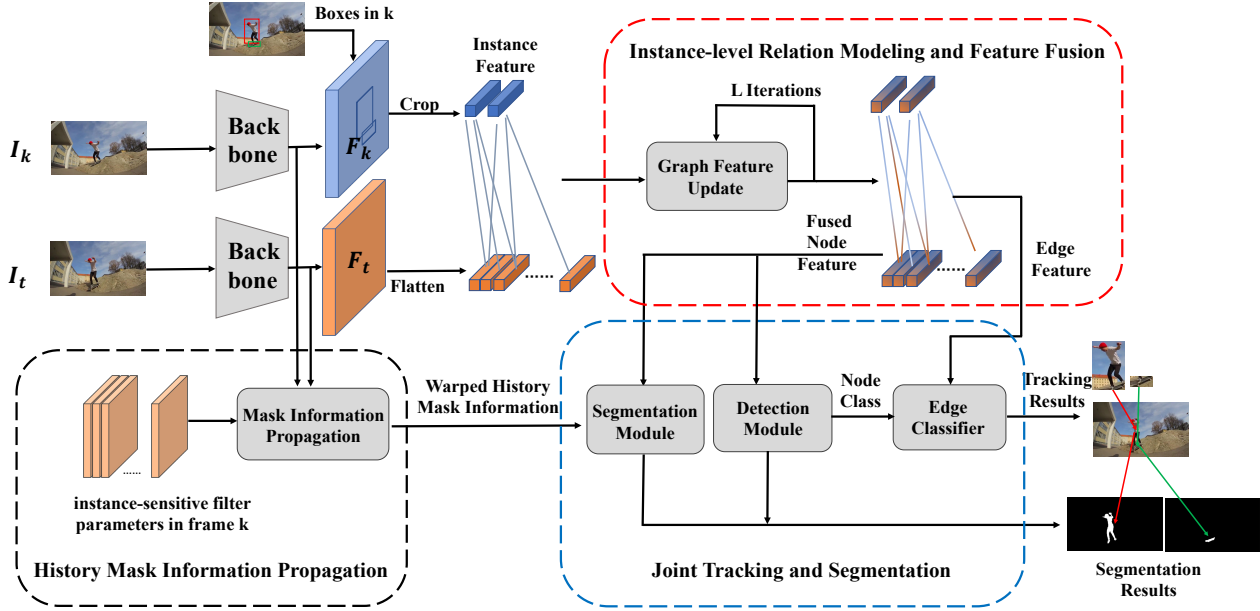 Boxes in k
Instance
Feature
Instance-level Relation Modeling and Feature Fusion
L Iterations
Crop
I_k
Back
bone
F_k
Graph Feature
Update
I_t
Back
bone
F_t
Flatten
......
Fused
Node
Feature
......
Edge
Feature
Warped History
Mask Information
Mask Information
Propagation
......
instance-sensitive filter
parameters in frame k
History Mask Information Propagation
Segmentation
Module
Detection
Module
Node
Class
Edge
Classifier
Tracking
Results
Joint Tracking and Segmentation
Segmentation
Results